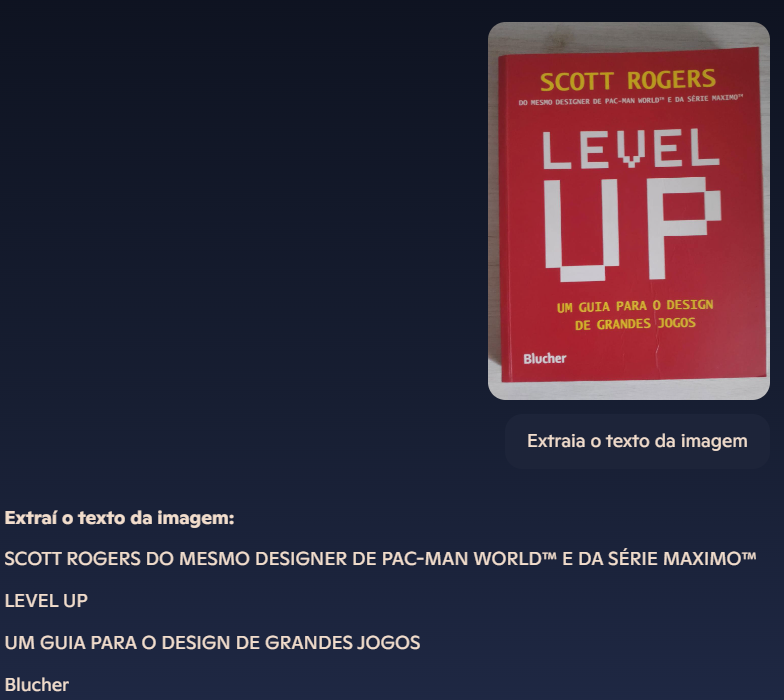 SCOTT ROGERS
DO MESMO DESIGNER DE PAC-MAN WORLD™ E DA SÉRIE MAXIMO™
LEVEL
UP
UM GUIA PARA O DESIGN
DE GRANDES JOGOS
Blucher
Extraia o texto da imagem
Extraí o texto da imagem:
SCOTT ROGERS DO MESMO DESIGNER DE PAC-MAN WORLD™ E DA SÉRIE MAXIMO™
LEVEL UP
UM GUIA PARA O DESIGN DE GRANDES JOGOS
Blucher